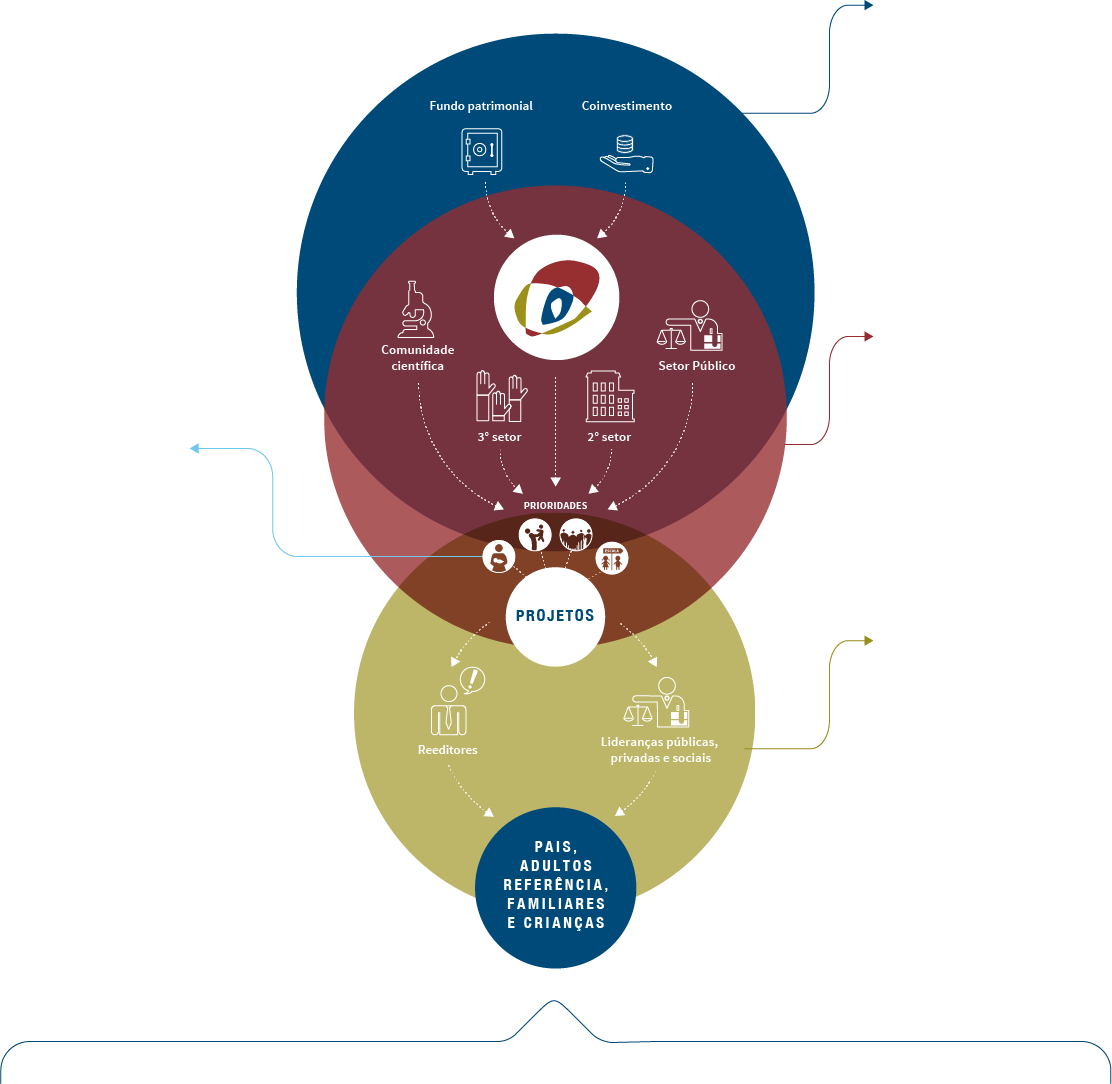 Fundo patrimonial
Coinvestimento
Comunidade
científica
Setor Público
3° setor
2° setor
PRIORIDADES
ESCOLA
PROJETOS
Reeditores
Lideranças públicas,
privadas e sociais
PAIS,
ADULTOS
REFERÊNCIA,
FAMILIARES
E CRIANÇAS